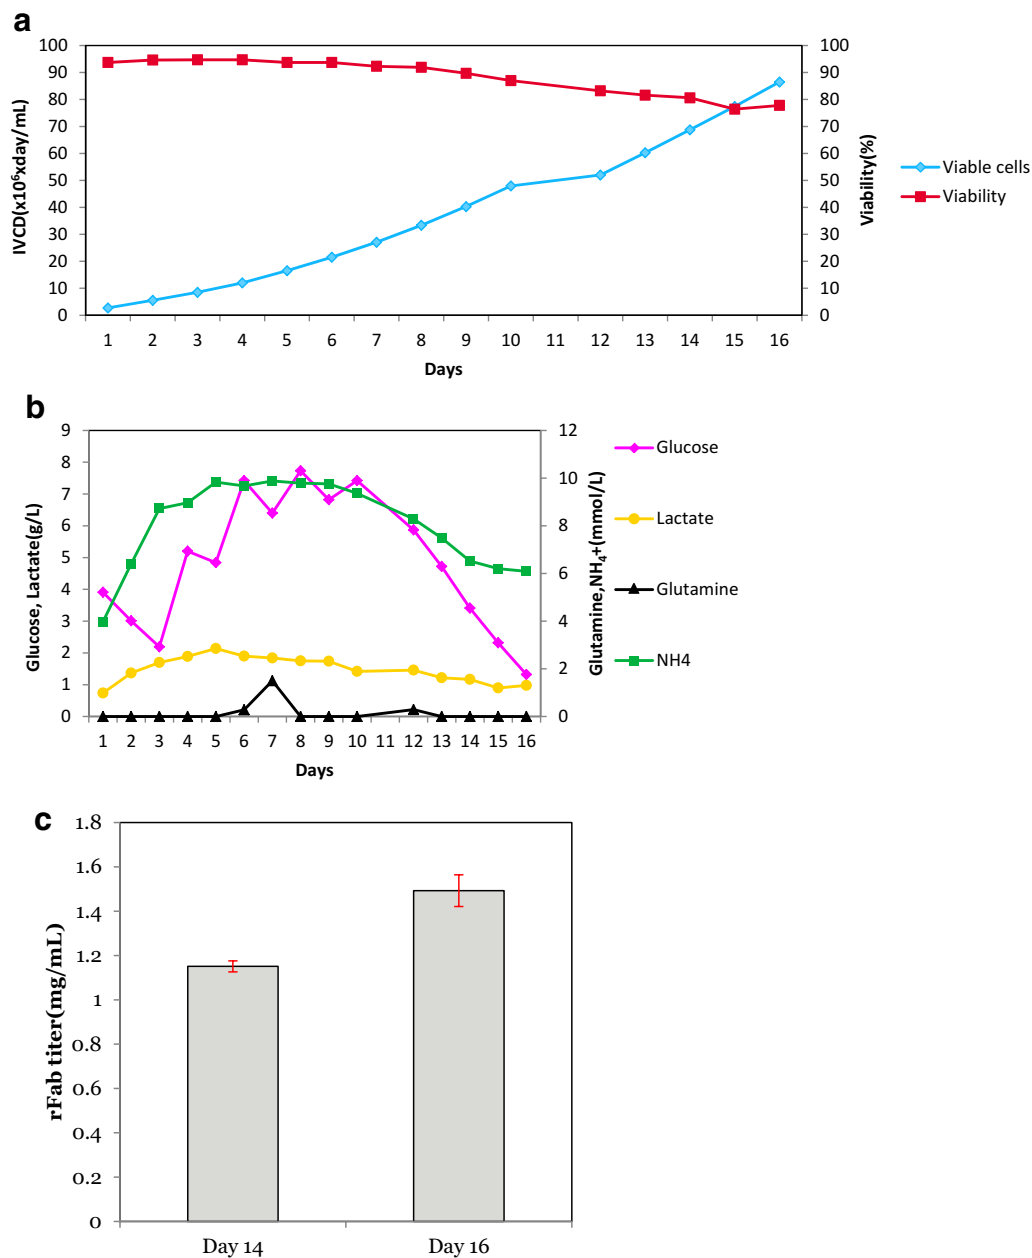 a
100
90
80
70
60
50
40
30
20
10
0
IVCD(x10⁶xday/mL)
100
90
80
70
60
50
40
30
20
10
0
Viability(%)
1 2 3 4 5 6 7 8 9 10 12 13 14 15 16
Days
Viable cells
Viability
b
9
8
7
6
5
4
3
2
1
0
Glucose, Lactate(g/L)
12
10
8
6
4
2
0
Glutamine,NH₄+(mmol/L)
1 2 3 4 5 6 7 8 9 10 11 12 13 14 15 16
Days
Glucose
Lactate
Glutamine
NH4
c
1.8
1.6
1.4
1.2
1
0.8
0.6
0.4
0.2
0
rFab titer(mg/mL)
Day 14 Day 16